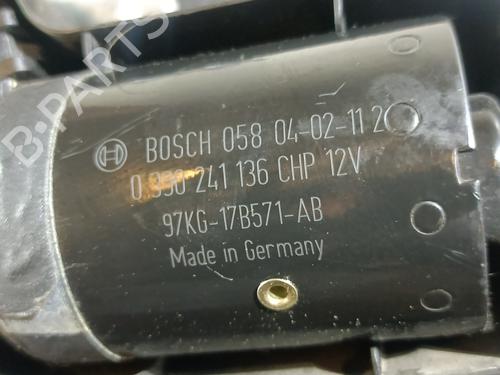 BOSCH 058 04-02-11 2
0 390 241 136 CHP 12V
97KG-17B571-AB
Made in Germany
B-PARTS